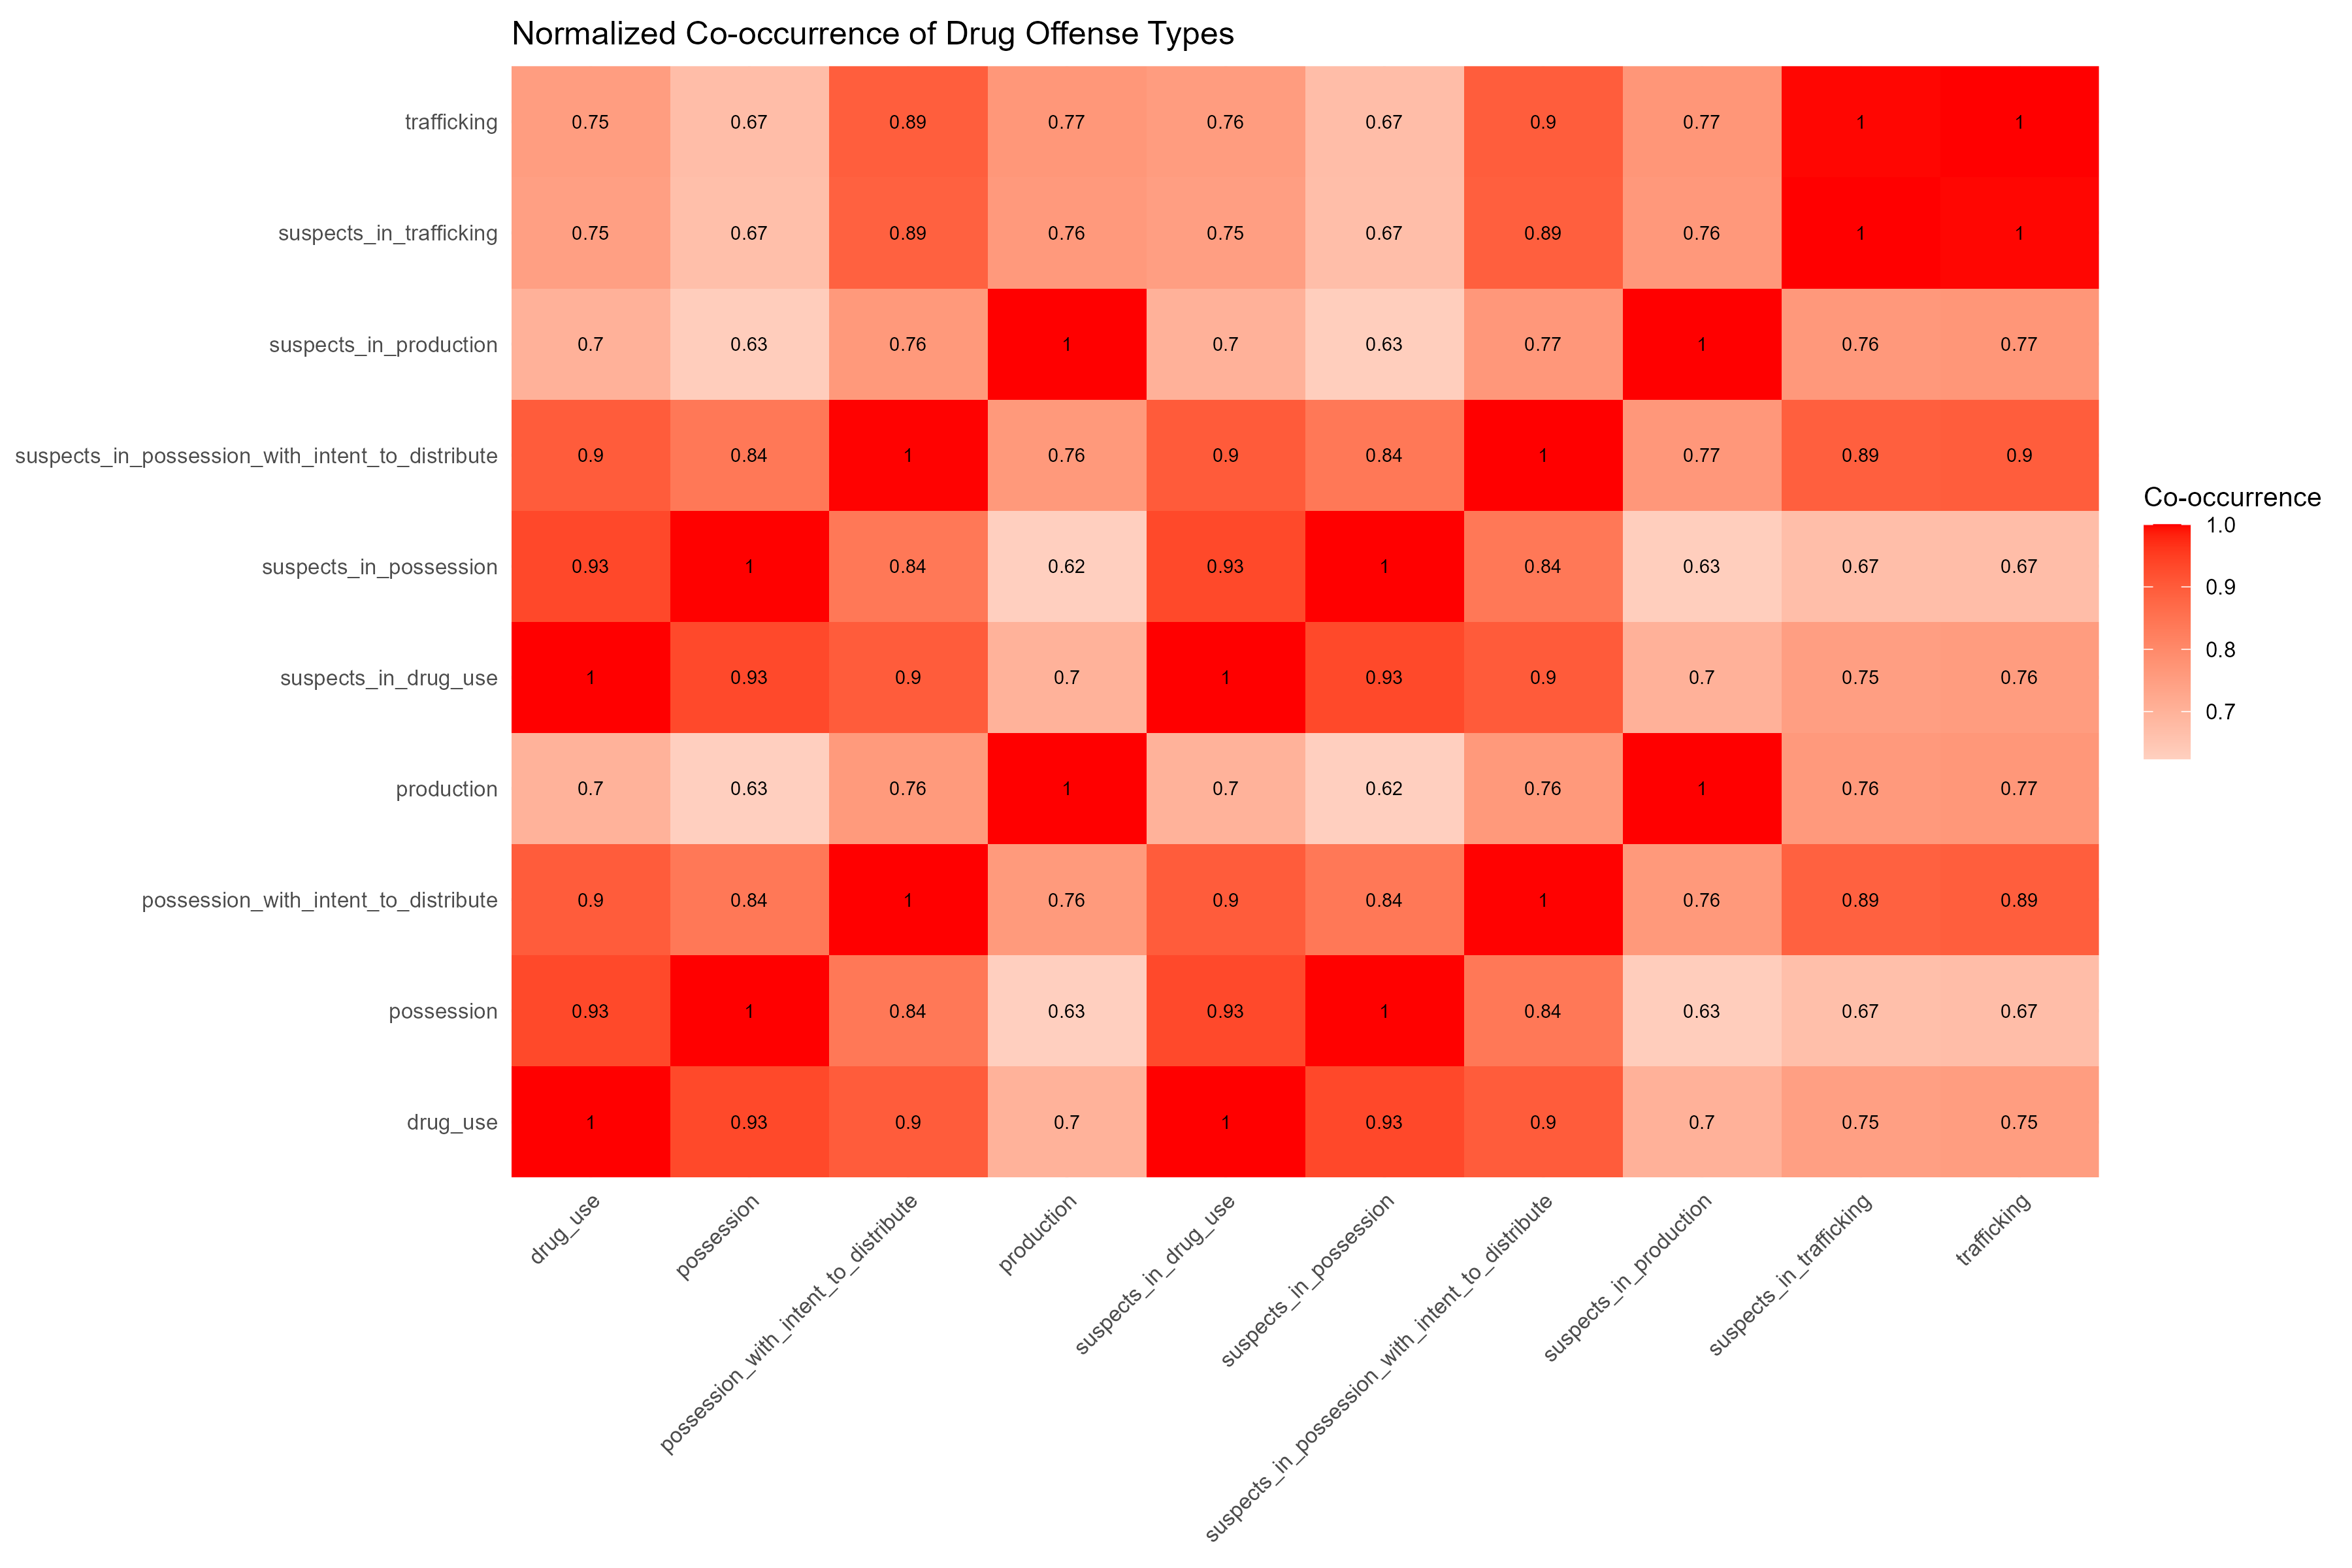 Normalized Co-occurrence of Drug Offense Types
trafficking 0.75 0.67 0.89 0.77 0.76 0.67 0.9 0.77 1 1
suspects_in_trafficking 0.75 0.67 0.89 0.76 0.75 0.67 0.89 0.76 1 1
suspects_in_production 0.7 0.63 0.76 1 0.7 0.63 0.77 1 0.76 0.77
suspects_in_possession_with_intent_to_distribute 0.9 0.84 1 0.76 0.9 0.84 1 0.77 0.89 0.9
suspects_in_possession 0.93 1 0.84 0.62 0.93 1 0.84 0.63 0.67 0.67
suspects_in_drug_use 1 0.93 0.9 0.7 1 0.93 0.9 0.7 0.75 0.76
production 0.7 0.63 0.76 1 0.7 0.62 0.76 1 0.76 0.77
possession_with_intent_to_distribute 0.9 0.84 1 0.76 0.9 0.84 1 0.76 0.89 0.89
possession 0.93 1 0.84 0.63 0.93 1 0.84 0.63 0.67 0.67
drug_use 1 0.93 0.9 0.7 1 0.93 0.9 0.7 0.75 0.75
drug_use
possession
possession_with_intent_to_distribute
production
suspects_in_drug_use
suspects_in_possession
suspects_in_possession_with_intent_to_distribute
suspects_in_production
suspects_in_trafficking
trafficking
Co-occurrence
1.0
0.9
0.8
0.7